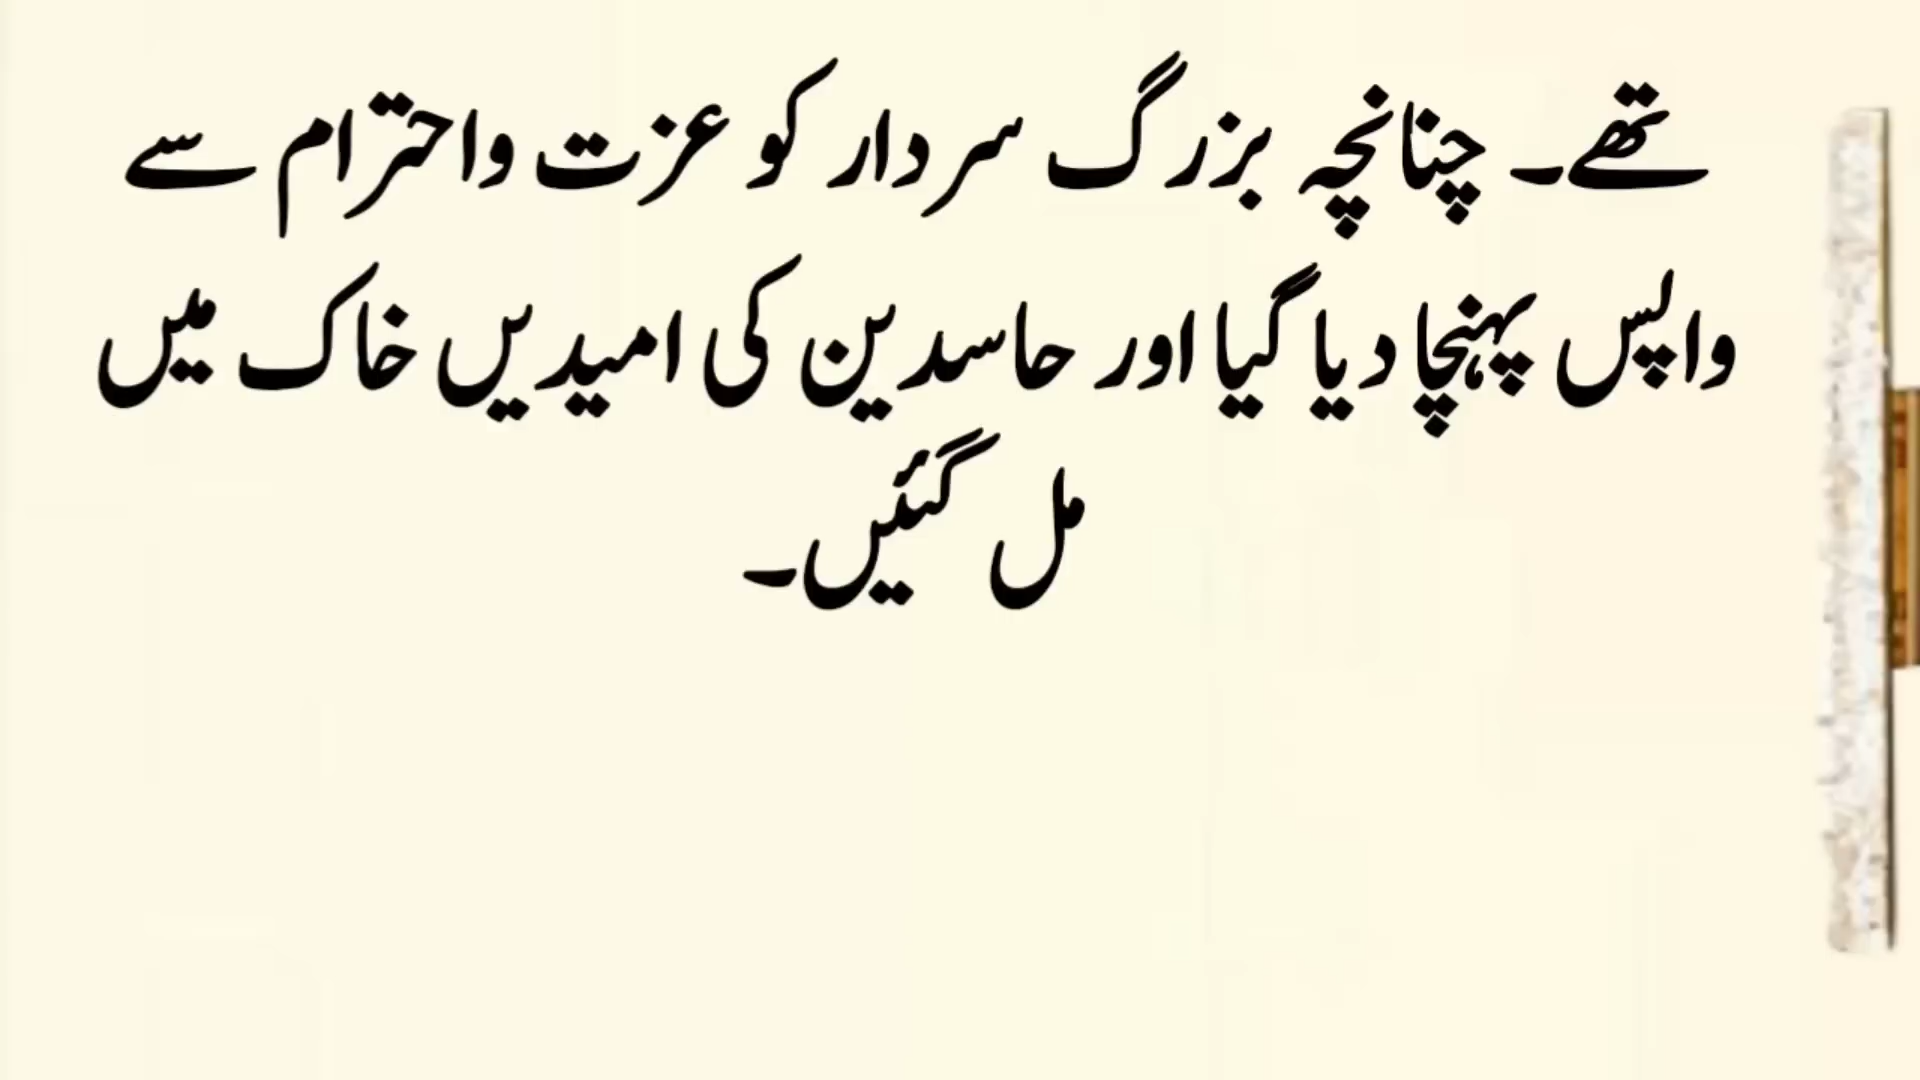 تھے۔ چنانچہ بزرگ سردار کو عزت واحترام سے
واپس پہنچا دیا گیا اور حاسدین کی امیدیں خاک میں
مل گئیں۔